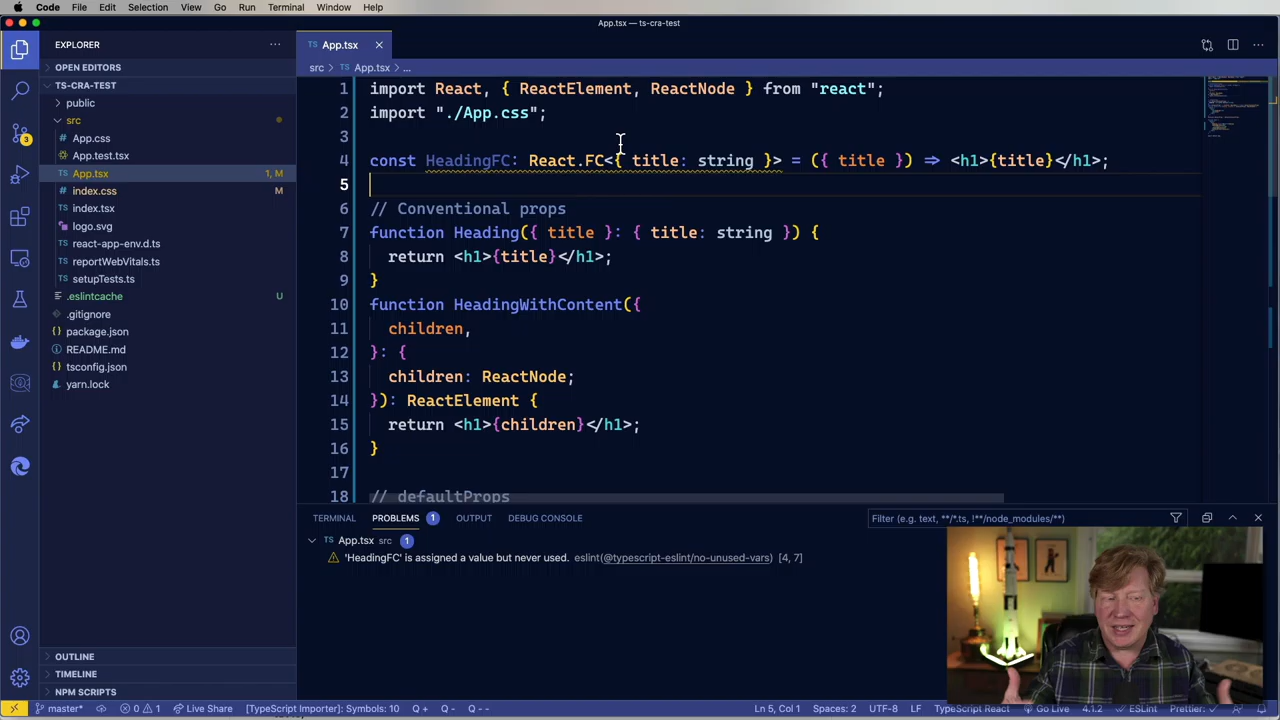 Code File Edit Selection View Go Run Terminal Window Help
App.tsx — ts-cra-test
EXPLORER
OPEN EDITORS
TS-CRA-TEST
public
src
App.css
App.test.tsx
App.tsx 1, M
index.css M
index.tsx
logo.svg
react-app-env.d.ts
reportWebVitals.ts
setupTests.ts
.eslintcache U
.gitignore
package.json
README.md
tsconfig.json
yarn.lock
OUTLINE
TIMELINE
NPM SCRIPTS
3
TS App.tsx
src > TS App.tsx > ...
1 import React, { ReactElement, ReactNode } from "react";
2 import "./App.css";
3
4 const HeadingFC: React.FC<{ title: string }> = ({ title }) => <h1>{title}</h1>;
5
6 // Conventional props
7 function Heading({ title }: { title: string }) {
8 return <h1>{title}</h1>;
9 }
10 function HeadingWithContent({
11 children,
12 }: {
13 children: ReactNode;
14 }): ReactElement {
15 return <h1>{children}</h1>;
16 }
17
18 // defaultProps
TERMINAL PROBLEMS 1 OUTPUT DEBUG CONSOLE
Filter (e.g. text, **/*.ts, !**/node_modules/**)
App.tsx src 1
'HeadingFC' is assigned a value but never used. eslint(@typescript-eslint/no-unused-vars) [4, 7]
master* 0 1 Live Share [TypeScript Importer]: Symbols: 10 Q + Q - Q - - Ln 5, Col 1 Spaces: 2 UTF-8 LF TypeScript React Go Live 4.1.2 ESLint Prettier: